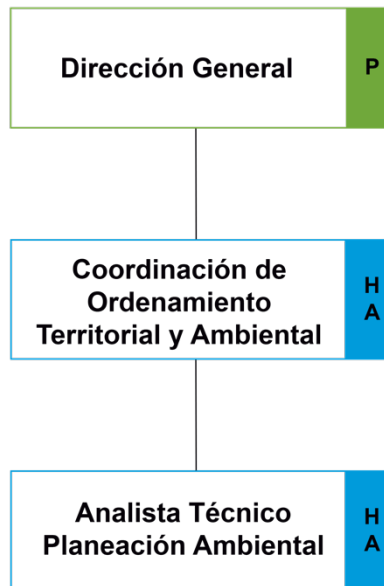 Dirección General
P
Coordinación de
Ordenamiento
Territorial y Ambiental
H
A
Analista Técnico
Planeación Ambiental
H
A